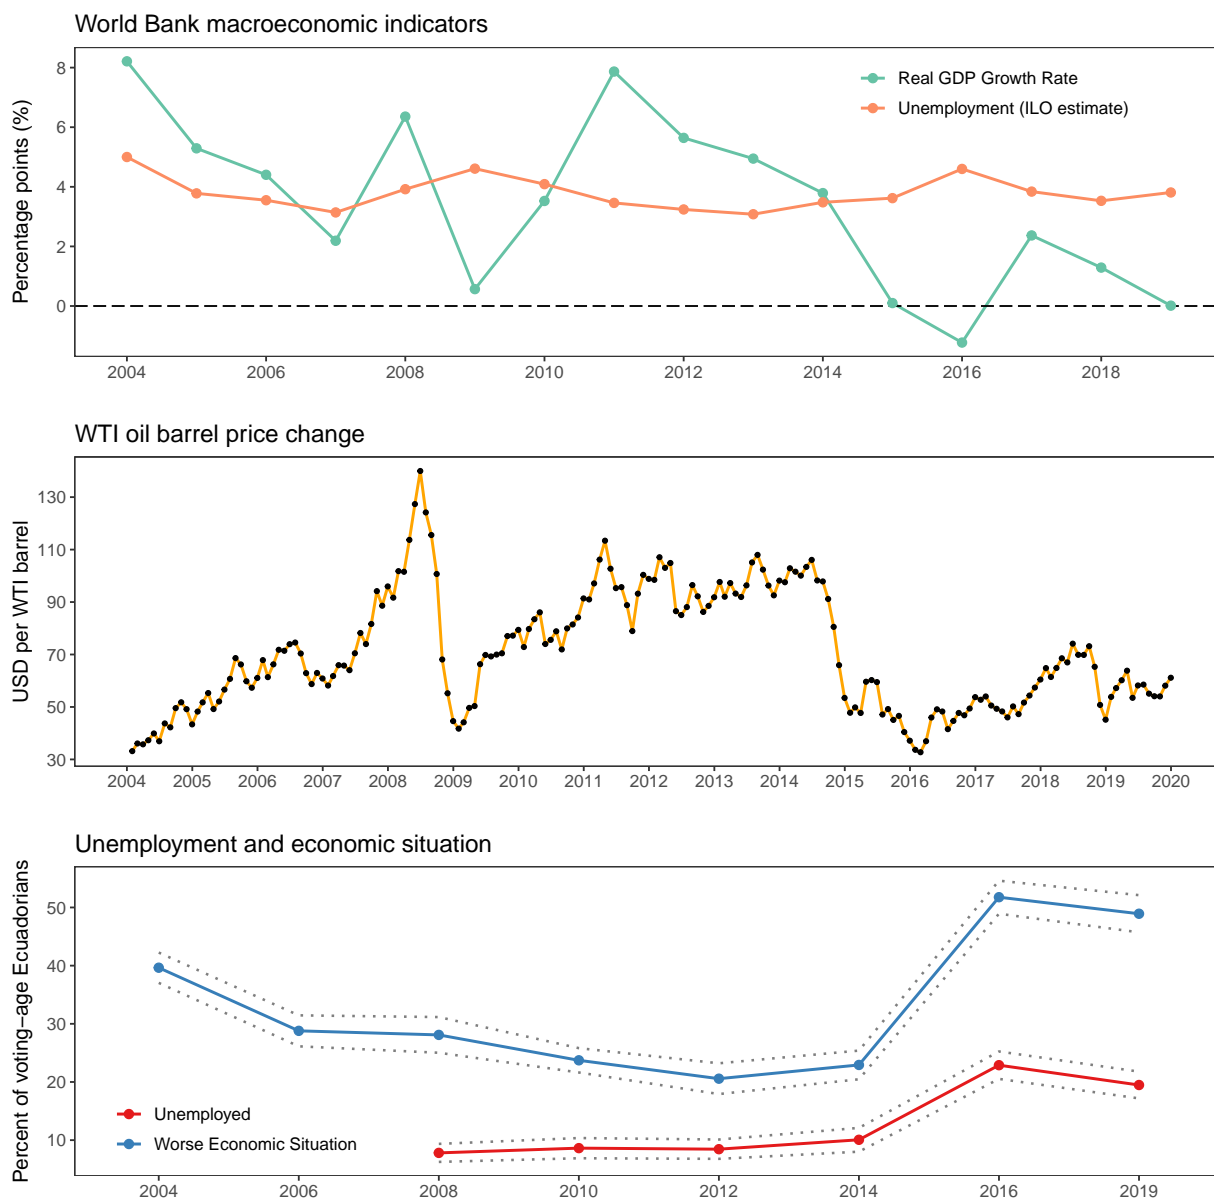 World Bank macroeconomic indicators
Percentage points (%)
8
6
4
2
0
Real GDP Growth Rate
Unemployment (ILO estimate)
2004 2006 2008 2010 2012 2014 2016 2018
WTI oil barrel price change
USD per WTI barrel
130
110
90
70
50
30
2004 2005 2006 2007 2008 2009 2010 2011 2012 2013 2014 2015 2016 2017 2018 2019 2020
Unemployment and economic situation
Percent of voting−age Ecuadorians
50
40
30
20
10
Unemployed
Worse Economic Situation
2004 2006 2008 2010 2012 2014 2016 2019